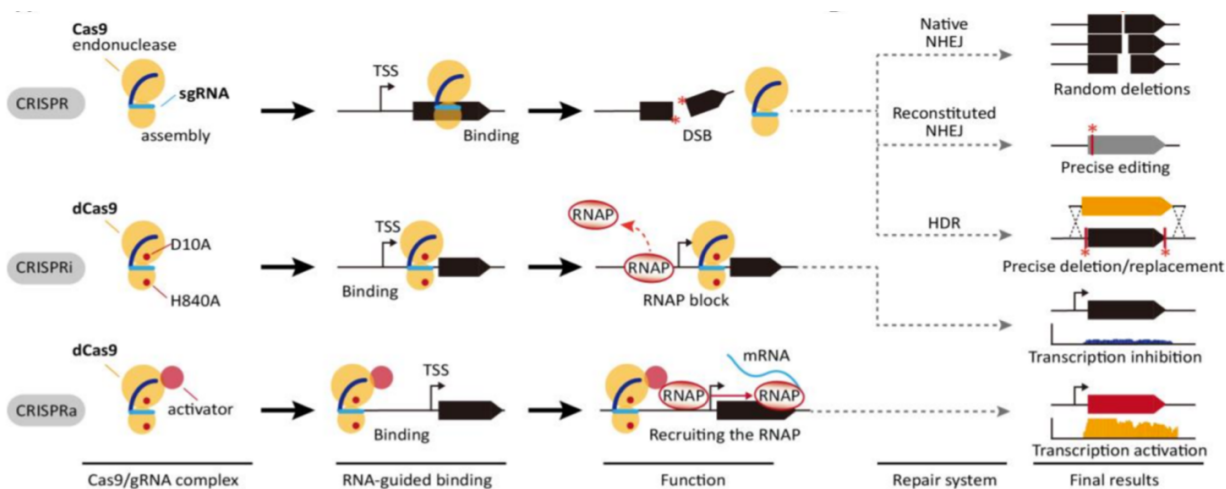 Cas9
endonuclease
CRISPR
sgRNA
assembly
TSS
Binding
*
*
DSB
Native
NHEJ
Random deletions
Reconstituted
NHEJ
*
Precise editing
HDR
* *
Precise deletion/replacement
dCas9
D10A
CRISPRi
H840A
TSS
Binding
RNAP
RNAP
RNAP block
Transcription inhibition
dCas9
CRISPRa
activator
TSS
Binding
mRNA
RNAP RNAP
Recruiting the RNAP
Transcription activation
Cas9/gRNA complex RNA-guided binding Function Repair system Final results